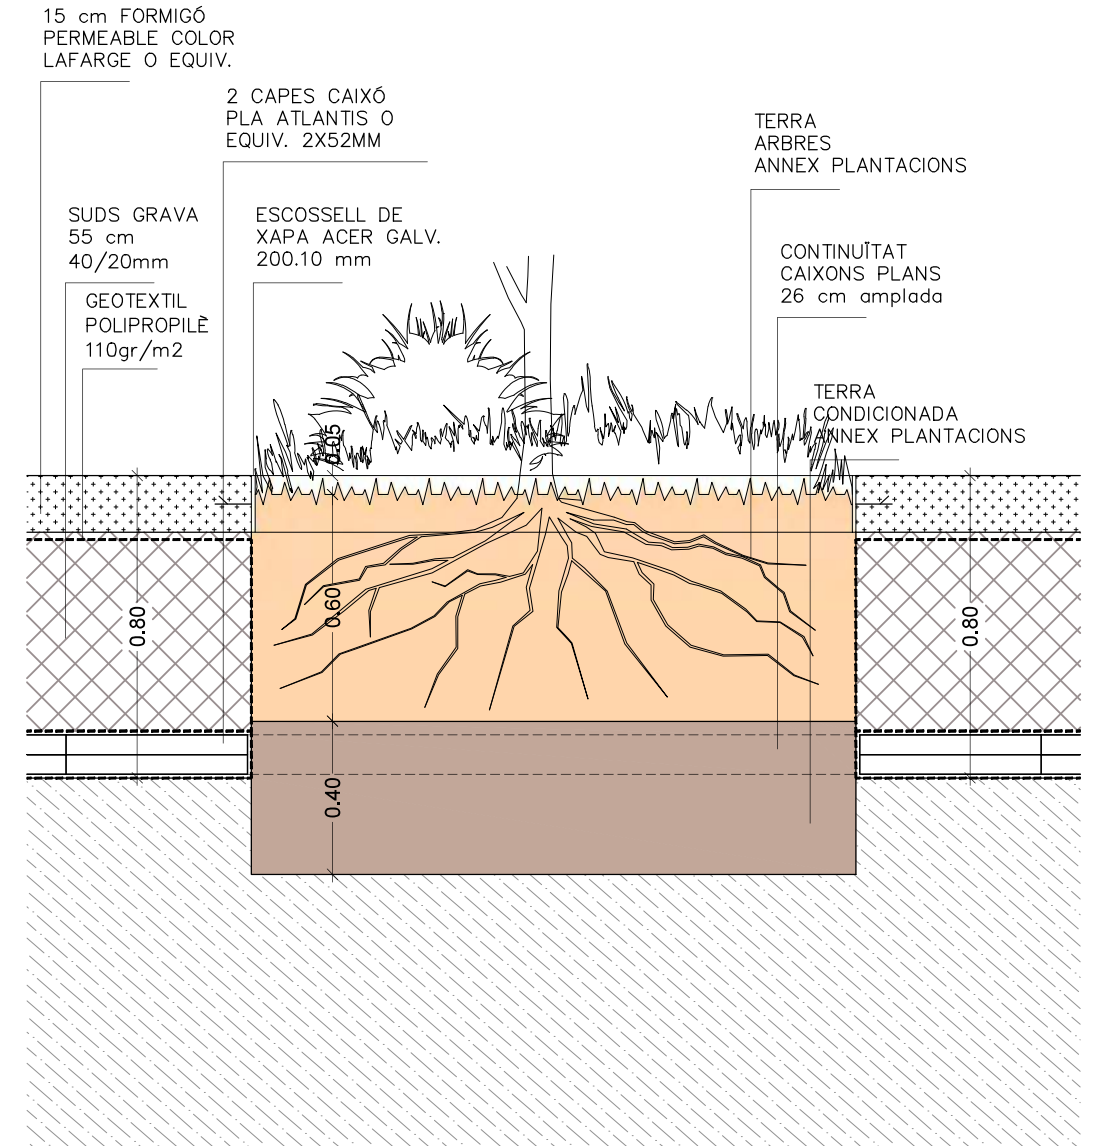 15 cm FORMIGÓ
PERMEABLE COLOR
LAFARGE O EQUIV.
2 CAPES CAIXÓ
PLA ATLANTIS O
EQUIV. 2X52MM
TERRA
ARBRES
ANNEX PLANTACIONS
SUDS GRAVA
55 cm
40/20mm
ESCOSSELL DE
XAPA ACER GALV.
200.10 mm
CONTINUÏTAT
CAIXONS PLANS
26 cm amplada
GEOTEXTIL
POLIPROPILÈ
110gr/m2
TERRA
CONDICIONADA
ANNEX PLANTACIONS
0.05
0.80
0.60
0.80
0.40